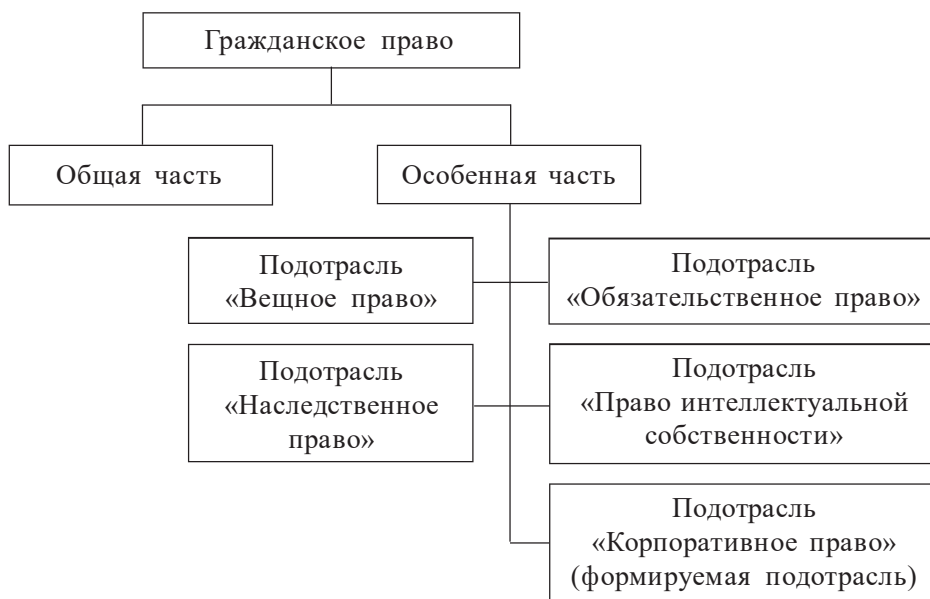 Гражданское право
Общая часть
Особенная часть
Подотрасль
«Вещное право»
Подотрасль
«Обязательственное право»
Подотрасль
«Наследственное
право»
Подотрасль
«Право интеллектуальной
собственности»
Подотрасль
«Корпоративное право»
(формируемая подотрасль)